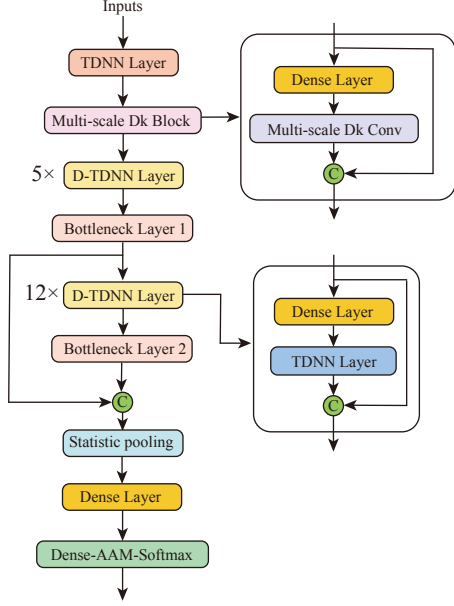 Inputs
TDNN Layer
Multi-scale Dk Block
5×
D-TDNN Layer
Bottleneck Layer 1
12×
D-TDNN Layer
Bottleneck Layer 2
C
Statistic pooling
Dense Layer
Dense-AAM-Softmax
Dense Layer
Multi-scale Dk Conv
C
Dense Layer
TDNN Layer
C